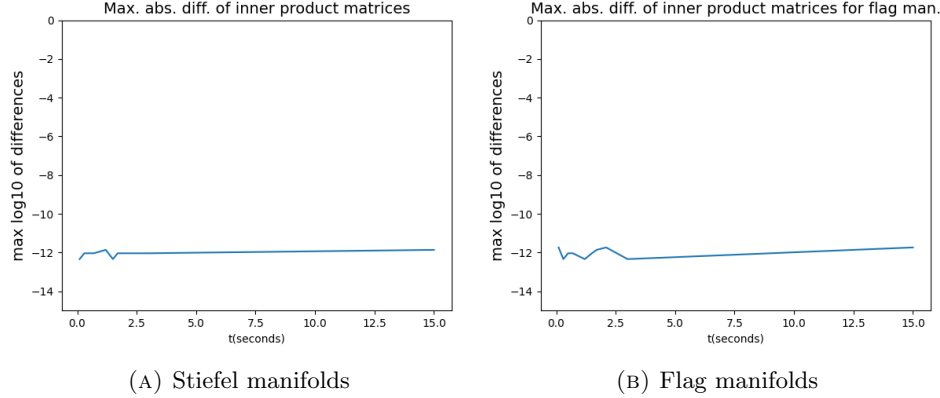 Max. abs. diff. of inner product matrices
max log10 of differences
0
−2
−4
−6
−8
−10
−12
−14
0.0 2.5 5.0 7.5 10.0 12.5 15.0
t(seconds)
(A) Stiefel manifolds
Max. abs. diff. of inner product matrices for flag man.
max log10 of differences
0
−2
−4
−6
−8
−10
−12
−14
0.0 2.5 5.0 7.5 10.0 12.5 15.0
t(seconds)
(B) Flag manifolds